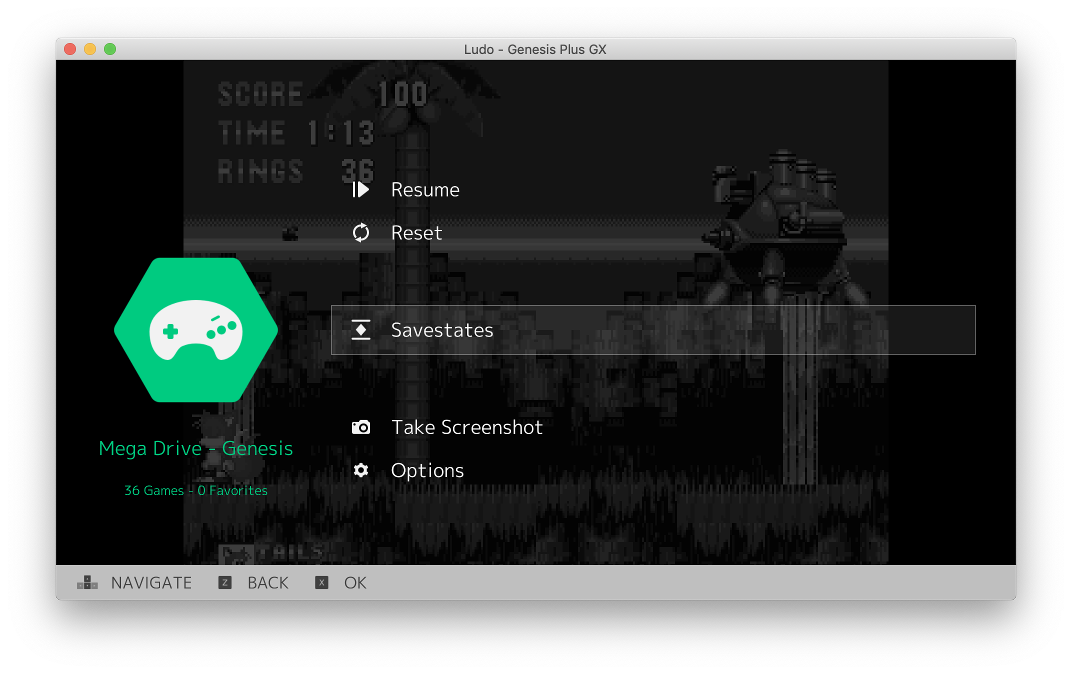 Ludo - Genesis Plus GX
SCORE 100
TIME 1:13
RINGS 36
Resume
Reset
Savestates
Take Screenshot
Options
Mega Drive - Genesis
36 Games - 0 Favorites
TAILS
NAVIGATE Z BACK X OK